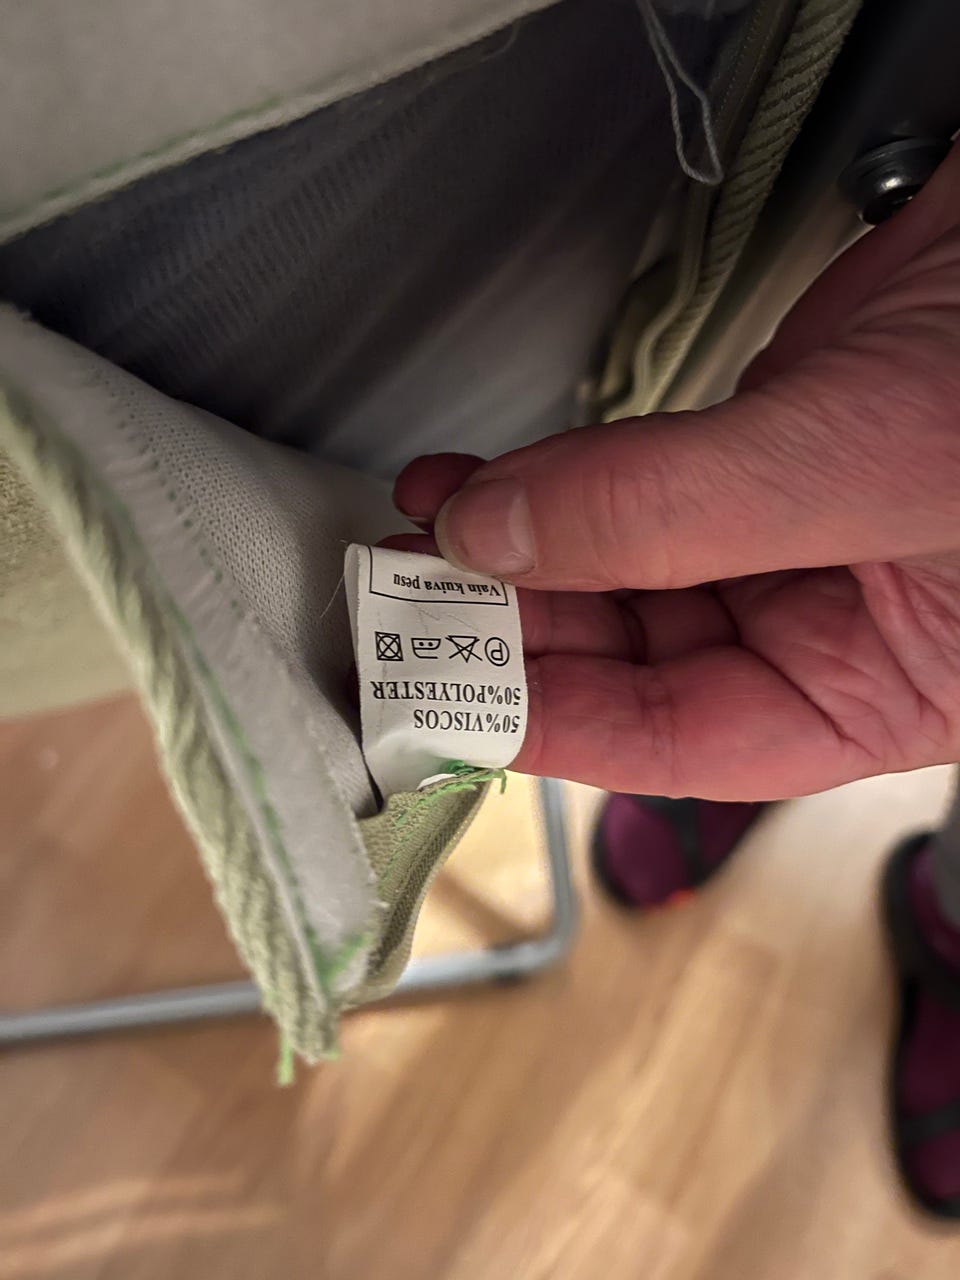 50%VISCOS
50%POLYESTER
P
Vain kuiva pesu